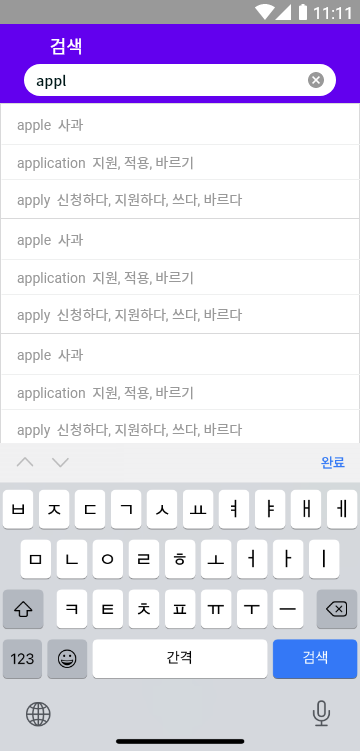 11:11
검색
appl
apple 사과
application 지원, 적용, 바르기
apply 신청하다, 지원하다, 쓰다, 바르다
apple 사과
application 지원, 적용, 바르기
apply 신청하다, 지원하다, 쓰다, 바르다
apple 사과
application 지원, 적용, 바르기
apply 신청하다, 지원하다, 쓰다, 바르다
완료
ㅂ ㅈ ㄷ ㄱ ㅅ ㅛ ㅕ ㅑ ㅐ ㅔ
ㅁ ㄴ ㅇ ㄹ ㅎ ㅗ ㅓ ㅏ ㅣ
ㅋ ㅌ ㅊ ㅍ ㅠ ㅜ ㅡ
123 간격 검색